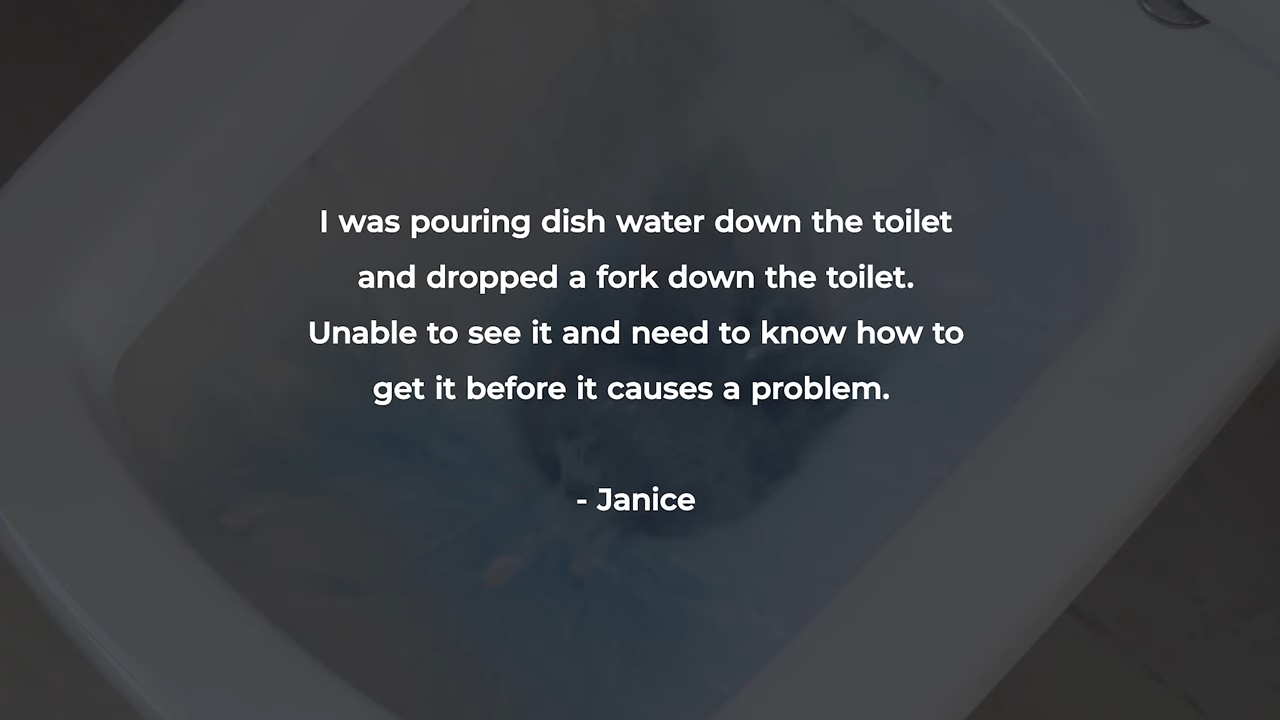 I was pouring dish water down the toilet
and dropped a fork down the toilet.
Unable to see it and need to know how to
get it before it causes a problem.
- Janice